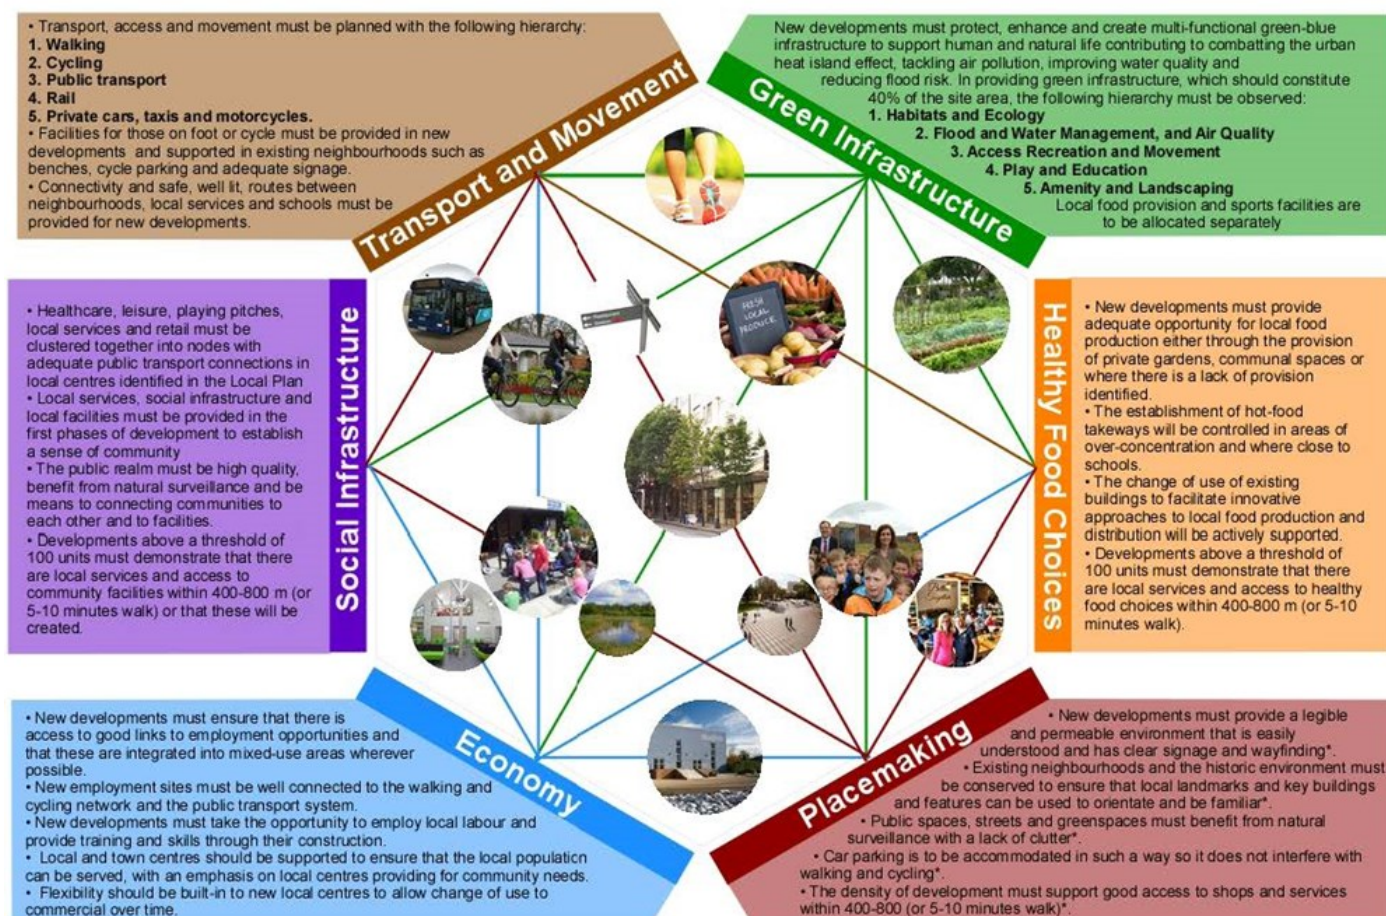 • Transport, access and movement must be planned with the following hierarchy:
1. Walking
2. Cycling
3. Public transport
4. Rail
5. Private cars, taxis and motorcycles.
• Facilities for those on foot or cycle must be provided in new
developments and supported in existing neighbourhoods such as
benches, cycle parking and adequate signage.
• Connectivity and safe, well lit, routes between
neighbourhoods, local services and schools must be
provided for new developments.
Transport and Movement
New developments must protect, enhance and create multi-functional green-blue
infrastructure to support human and natural life contributing to combatting the urban
heat island effect, tackling air pollution, improving water quality and
reducing flood risk. In providing green infrastructure, which should constitute
40% of the site area, the following hierarchy must be observed:
1. Habitats and Ecology
2. Flood and Water Management, and Air Quality
3. Access Recreation and Movement
4. Play and Education
5. Amenity and Landscaping
Local food provision and sports facilities are
to be allocated separately
Green Infrastructure
• Healthcare, leisure, playing pitches,
local services and retail must be
clustered together into nodes with
adequate public transport connections in
local centres identified in the Local Plan
• Local services, social infrastructure and
local facilities must be provided in the
first phases of development to establish
a sense of community
• The public realm must be high quality,
benefit from natural surveillance and be
means to connecting communities to
each other and to facilities.
• Developments above a threshold of
100 units must demonstrate that there
are local services and access to
community facilities within 400-800 m (or
5-10 minutes walk) or that these will be
created.
Social Infrastructure
FRESH
LOCAL
PRODUCE
Healthy Food Choices
• New developments must provide
adequate opportunity for local food
production either through the provision
of private gardens, communal spaces or
where there is a lack of provision
identified.
• The establishment of hot-food
takeways will be controlled in areas of
over-concentration and where close to
schools.
• The change of use of existing
buildings to facilitate innovative
approaches to local food production and
distribution will be actively supported.
• Developments above a threshold of
100 units must demonstrate that there
are local services and access to healthy
food choices within 400-800 m (or 5-10
minutes walk).
Economy
• New developments must ensure that there is
access to good links to employment opportunities and
that these are integrated into mixed-use areas wherever
possible.
• New employment sites must be well connected to the walking and
cycling network and the public transport system.
• New developments must take the opportunity to employ local labour and
provide training and skills through their construction.
• Local and town centres should be supported to ensure that the local population
can be served, with an emphasis on local centres providing for community needs.
• Flexibility should be built-in to new local centres to allow change of use to
commercial over time.
Placemaking
• New developments must provide a legible
and permeable environment that is easily
understood and has clear signage and wayfinding*.
• Existing neighbourhoods and the historic environment must
be conserved to ensure that local landmarks and key buildings
and features can be used to orientate and be familiar*.
• Public spaces, streets and greenspaces must benefit from natural
surveillance with a lack of clutter*.
• Car parking is to be accommodated in such a way so it does not interfere with
walking and cycling*.
• The density of development must support good access to shops and services
within 400-800 (or 5-10 minutes walk)*.